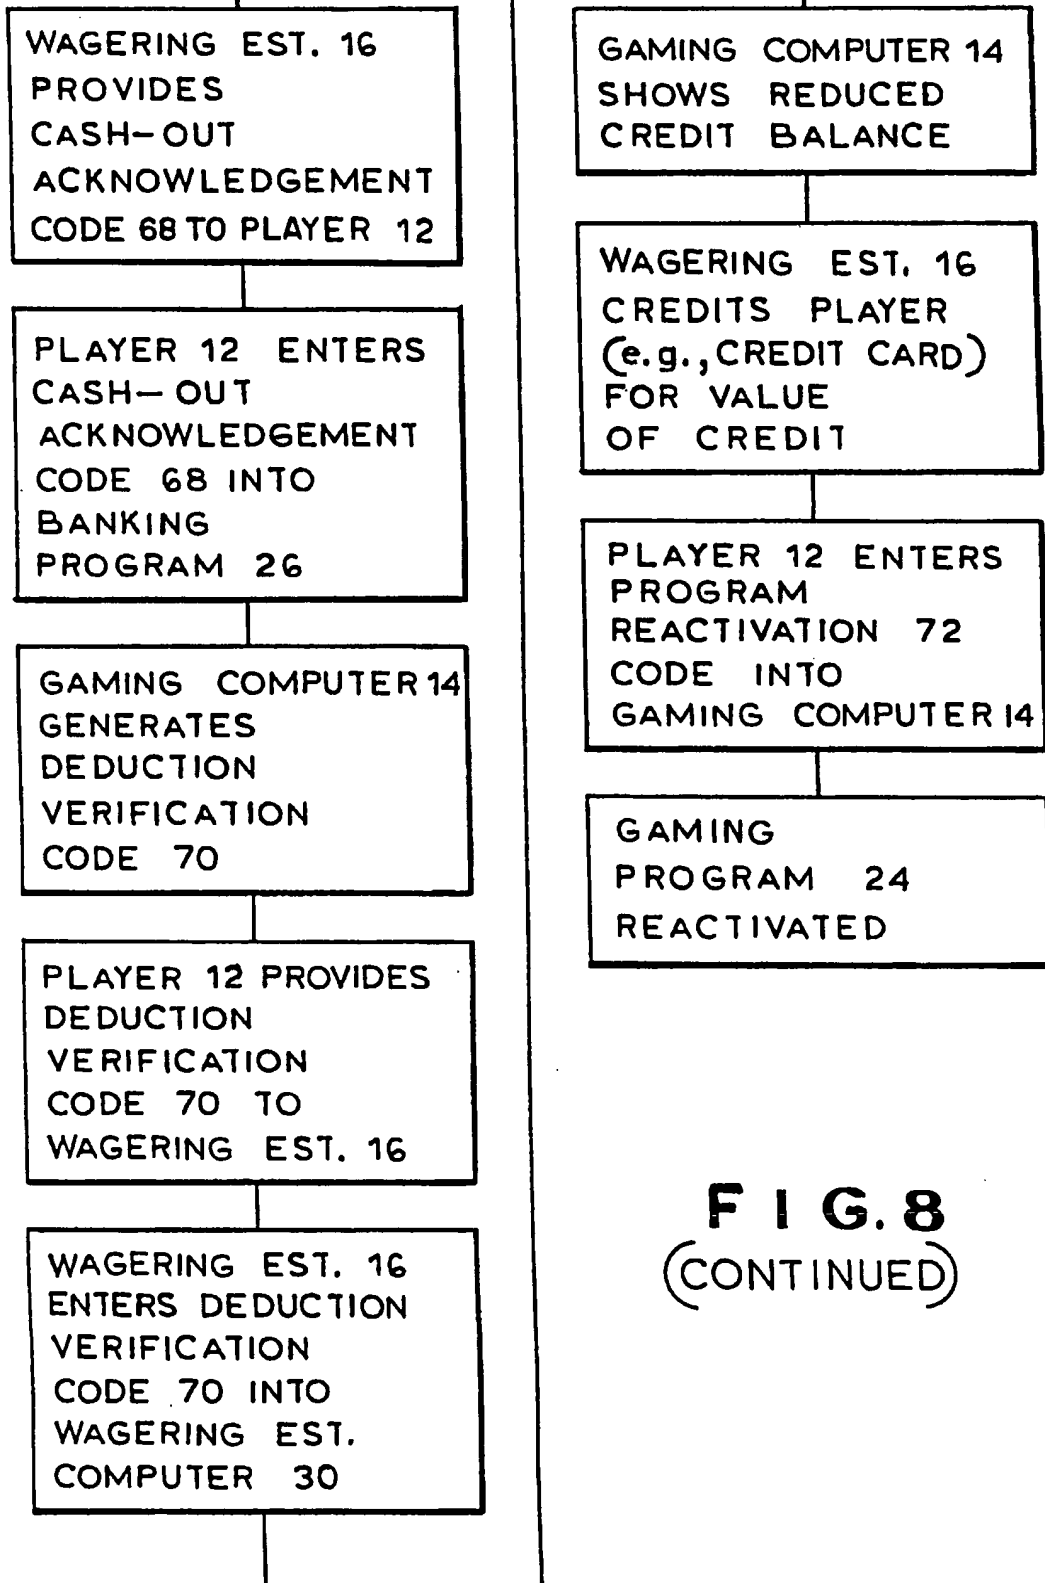 WAGERING EST. 16
PROVIDES
CASH-OUT
ACKNOWLEDGEMENT
CODE 68 TO PLAYER 12
PLAYER 12 ENTERS
CASH-OUT
ACKNOWLEDGEMENT
CODE 68 INTO
BANKING
PROGRAM 26
GAMING COMPUTER 14
GENERATES
DEDUCTION
VERIFICATION
CODE 70
PLAYER 12 PROVIDES
DEDUCTION
VERIFICATION
CODE 70 TO
WAGERING EST. 16
WAGERING EST. 16
ENTERS DEDUCTION
VERIFICATION
CODE 70 INTO
WAGERING EST.
COMPUTER 30
GAMING COMPUTER 14
SHOWS REDUCED
CREDIT BALANCE
WAGERING EST. 16
CREDITS PLAYER
(e.g., CREDIT CARD)
FOR VALUE
OF CREDIT
PLAYER 12 ENTERS
PROGRAM
REACTIVATION 72
CODE INTO
GAMING COMPUTER 14
GAMING
PROGRAM 24
REACTIVATED
FIG. 8
(CONTINUED)